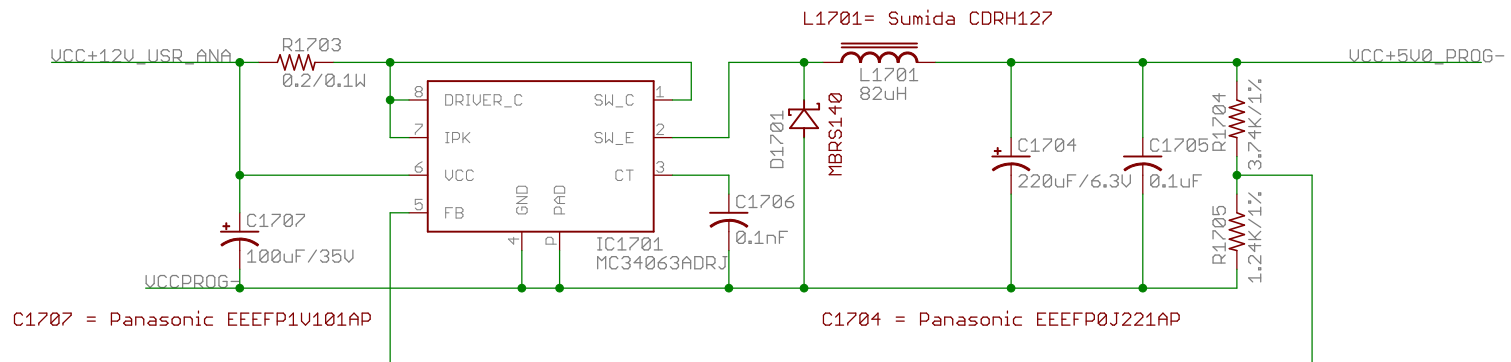 L1701= Sumida CDRH127
VCC+12V_USR_ANA
R1703
0.2/0.1W
VCC+5V0_PROG-
L1701
82uH
8
DRIVER_C
SW_C
1
7
IPK
SW_E
2
6
VCC
CT
3
5
FB
GND
PAD
4
P
IC1701
MC34063ADRJ
C1706
0.1nF
D1701
MBRS140
C1704
220uF/6.3V
C1705
0.1uF
R1704
3.74K/1%
R1705
1.24K/1%
C1707
100uF/35V
VCCPROG-
C1707 = Panasonic EEEFP1V101AP
C1704 = Panasonic EEEFP0J221AP